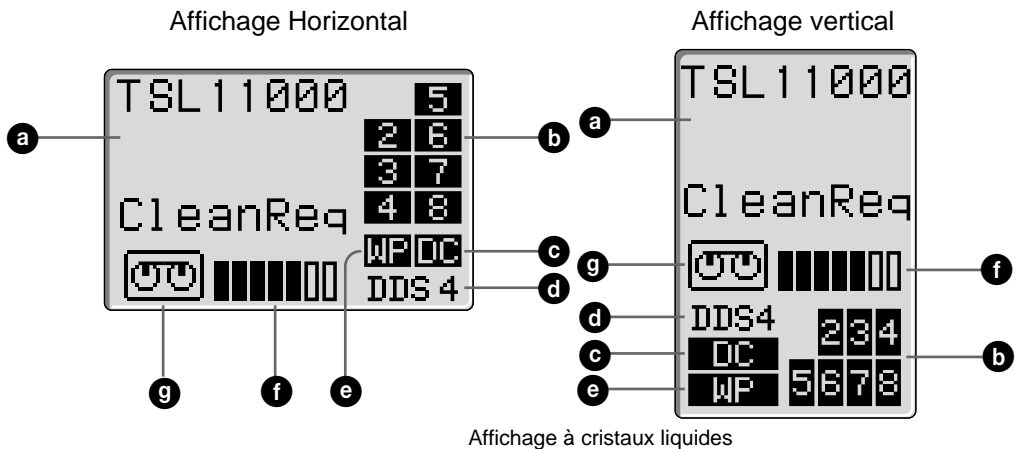 Affichage Horizontal
TSL11000
CleanReq
5
2 6
3 7
4 8
WP DC
DDS 4
a
b
c
d
e
f
g
Affichage vertical
TSL11000
CleanReq
DDS4
DC
WP
2 3 4
5 6 7 8
a
g
f
d
c
b
e
Affichage à cristaux liquides